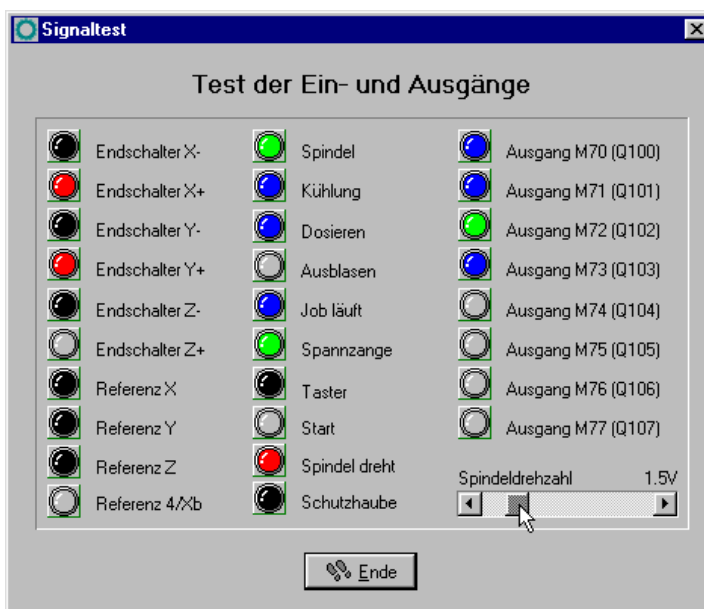 Signaltest
Test der Ein- und Ausgänge
Endschalter X-
Endschalter X+
Endschalter Y-
Endschalter Y+
Endschalter Z-
Endschalter Z+
Referenz X
Referenz Y
Referenz Z
Referenz 4/Xb
Spindel
Kühlung
Dosieren
Ausblasen
Job läuft
Spannzange
Taster
Start
Spindel dreht
Schutzhaube
Ausgang M70 (Q100)
Ausgang M71 (Q101)
Ausgang M72 (Q102)
Ausgang M73 (Q103)
Ausgang M74 (Q104)
Ausgang M75 (Q105)
Ausgang M76 (Q106)
Ausgang M77 (Q107)
Spindeldrehzahl 1.5V
Ende